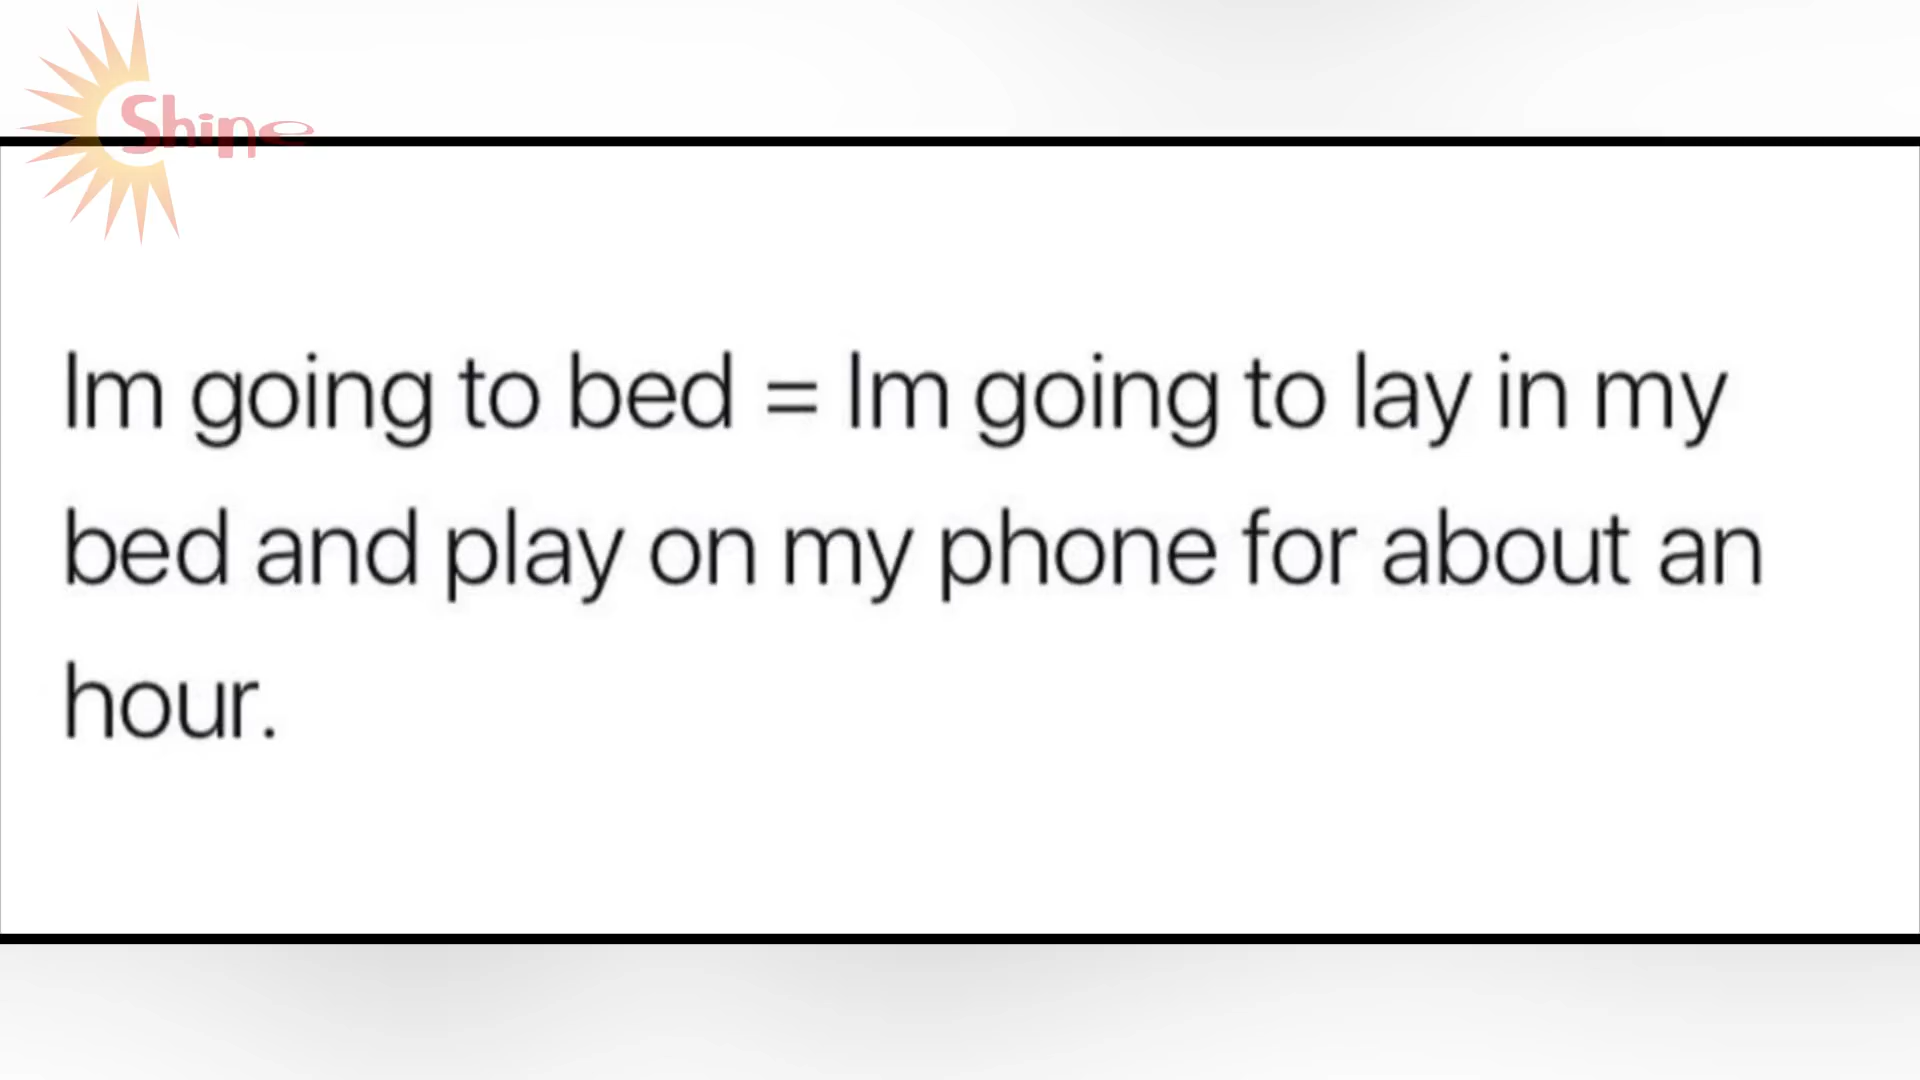 Shine
Im going to bed = Im going to lay in my
bed and play on my phone for about an
hour.